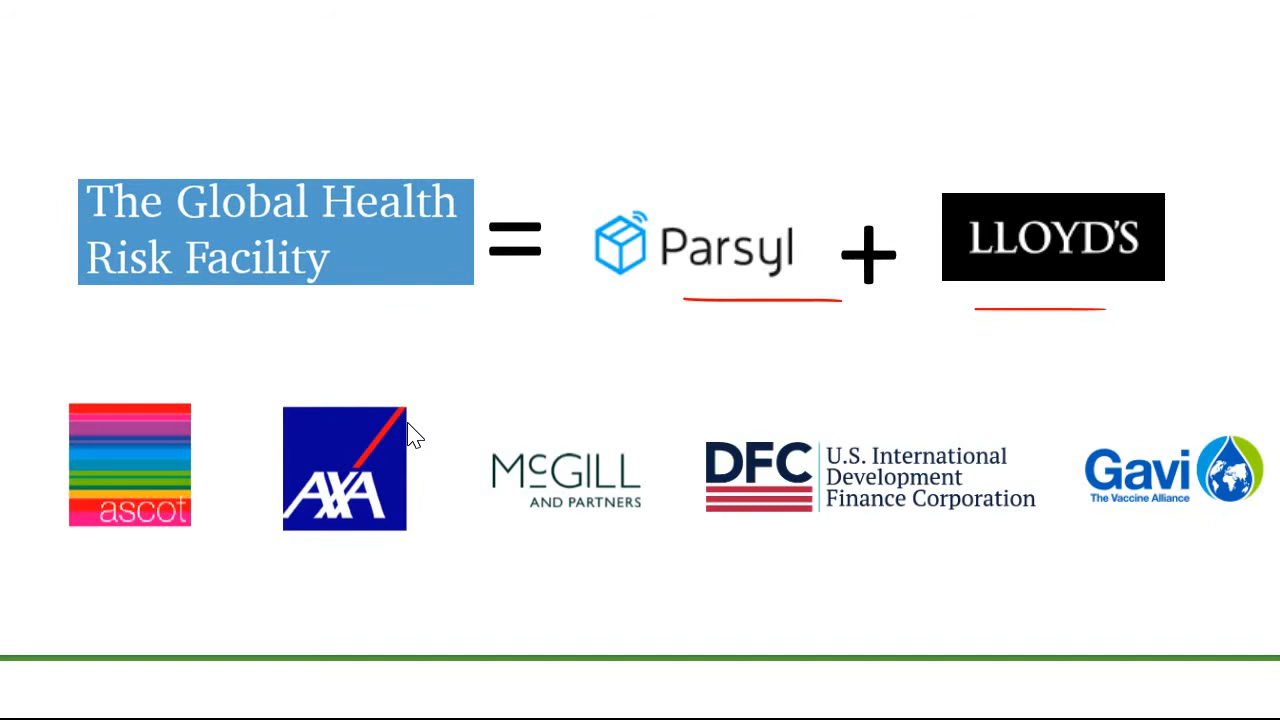 The Global Health
Risk Facility
=
Parsyl
+
LLOYD'S
ascot
AXA
McGILL
AND PARTNERS
DFC
U.S. International
Development
Finance Corporation
Gavi
The Vaccine Alliance